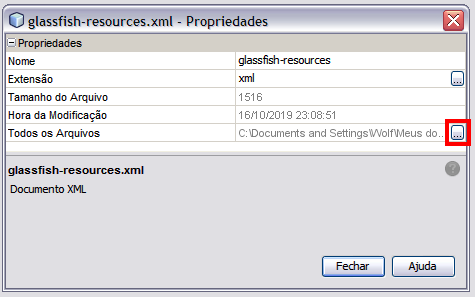 glassfish-resources.xml - Propriedades
Propriedades
Nome glassfish-resources
Extensão xml ...
Tamanho do Arquivo 1516
Hora da Modificação 16/10/2019 23:08:51
Todos os Arquivos C:\Documents and Settings\Wolf\Meus do... ...
glassfish-resources.xml ?
Documento XML
Fechar Ajuda